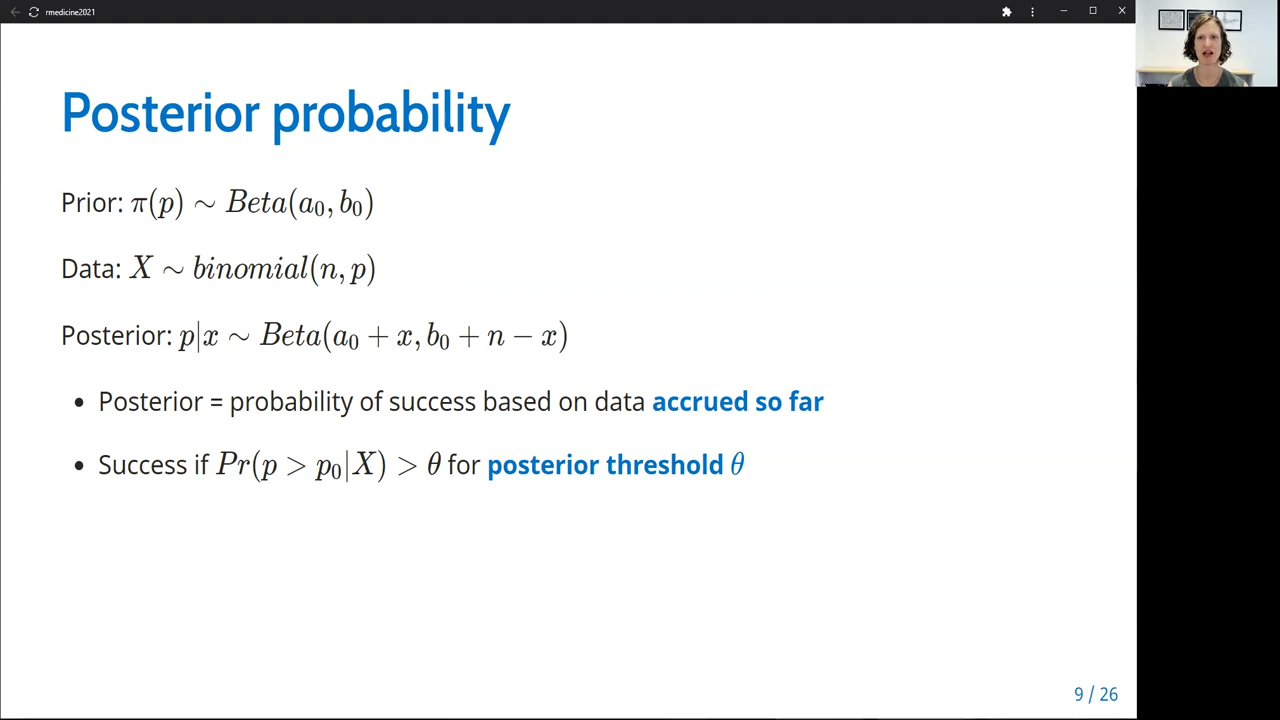 rmedicine2021
Posterior probability
Prior: π(p) ∼ Beta(a₀, b₀)
Data: X ∼ binomial(n, p)
Posterior: p|x ∼ Beta(a₀ + x, b₀ + n − x)
• Posterior = probability of success based on data accrued so far
• Success if Pr(p > p₀|X) > θ for posterior threshold θ
9 / 26